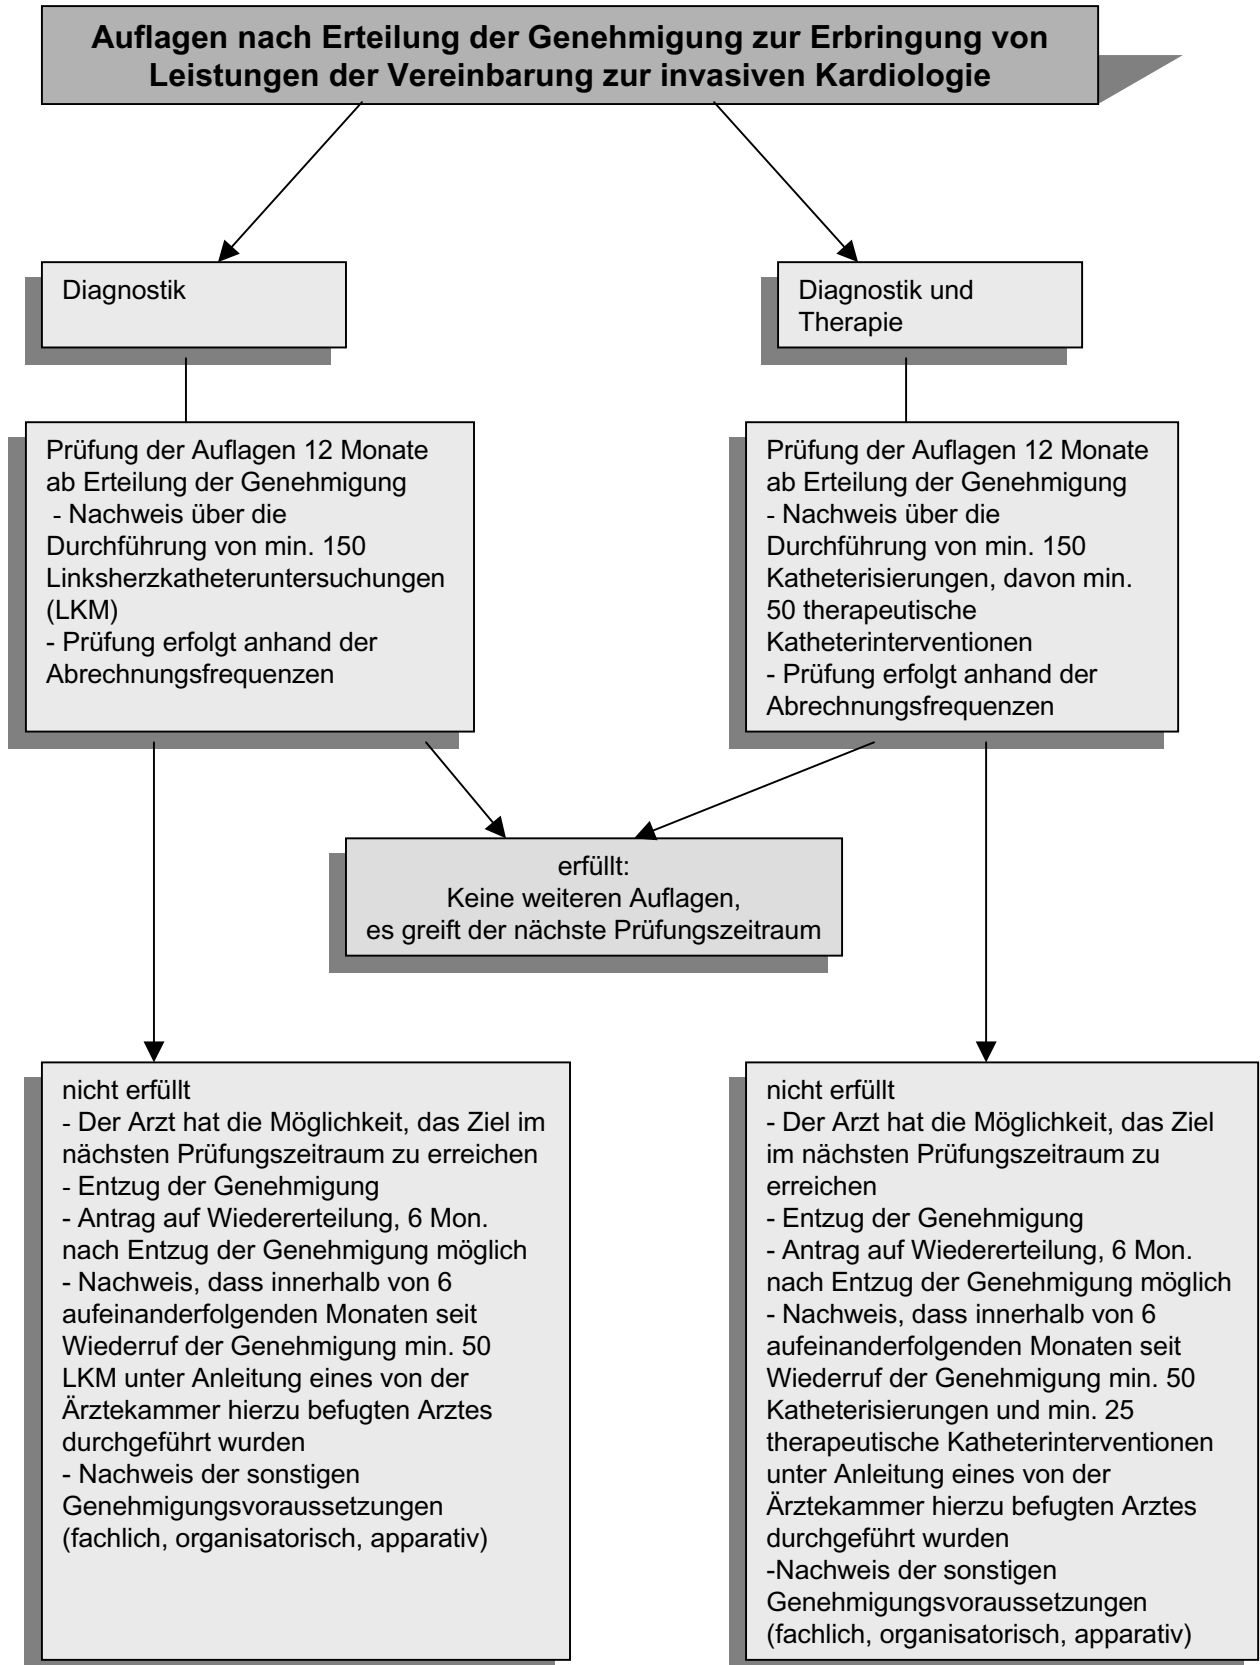 Auflagen nach Erteilung der Genehmigung zur Erbringung von
Leistungen der Vereinbarung zur invasiven Kardiologie
Diagnostik
Diagnostik und
Therapie
Prüfung der Auflagen 12 Monate
ab Erteilung der Genehmigung
- Nachweis über die
Durchführung von min. 150
Linksherzkatheteruntersuchungen
(LKM)
- Prüfung erfolgt anhand der
Abrechnungsfrequenzen
Prüfung der Auflagen 12 Monate
ab Erteilung der Genehmigung
- Nachweis über die
Durchführung von min. 150
Katheterisierungen, davon min.
50 therapeutische
Katheterinterventionen
- Prüfung erfolgt anhand der
Abrechnungsfrequenzen
erfüllt:
Keine weiteren Auflagen,
es greift der nächste Prüfungszeitraum
nicht erfüllt
- Der Arzt hat die Möglichkeit, das Ziel im
nächsten Prüfungszeitraum zu erreichen
- Entzug der Genehmigung
- Antrag auf Wiedererteilung, 6 Mon.
nach Entzug der Genehmigung möglich
- Nachweis, dass innerhalb von 6
aufeinanderfolgenden Monaten seit
Wiederruf der Genehmigung min. 50
LKM unter Anleitung eines von der
Ärztekammer hierzu befugten Arztes
durchgeführt wurden
- Nachweis der sonstigen
Genehmigungsvoraussetzungen
(fachlich, organisatorisch, apparativ)
nicht erfüllt
- Der Arzt hat die Möglichkeit, das Ziel
im nächsten Prüfungszeitraum zu
erreichen
- Entzug der Genehmigung
- Antrag auf Wiedererteilung, 6 Mon.
nach Entzug der Genehmigung möglich
- Nachweis, dass innerhalb von 6
aufeinanderfolgenden Monaten seit
Wiederruf der Genehmigung min. 50
Katheterisierungen und min. 25
therapeutische Katheterinterventionen
unter Anleitung eines von der
Ärztekammer hierzu befugten Arztes
durchgeführt wurden
-Nachweis der sonstigen
Genehmigungsvoraussetzungen
(fachlich, organisatorisch, apparativ)